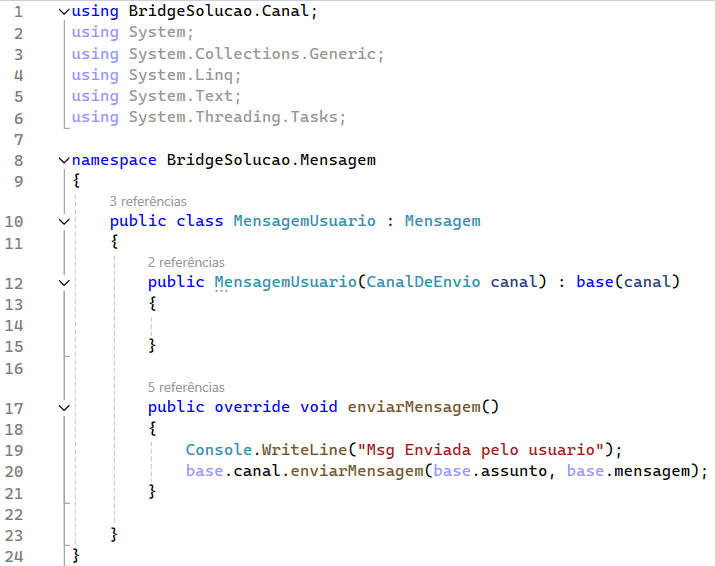 1 using BridgeSolucao.Canal;
2 using System;
3 using System.Collections.Generic;
4 using System.Linq;
5 using System.Text;
6 using System.Threading.Tasks;
7
8 namespace BridgeSolucao.Mensagem
9 {
3 referências
10 public class MensagemUsuario : Mensagem
11 {
2 referências
12 public MensagemUsuario(CanalDeEnvio canal) : base(canal)
13 {
14
15 }
16
5 referências
17 public override void enviarMensagem()
18 {
19 Console.WriteLine("Msg Enviada pelo usuario");
20 base.canal.enviarMensagem(base.assunto, base.mensagem);
21 }
22
23 }
24 }